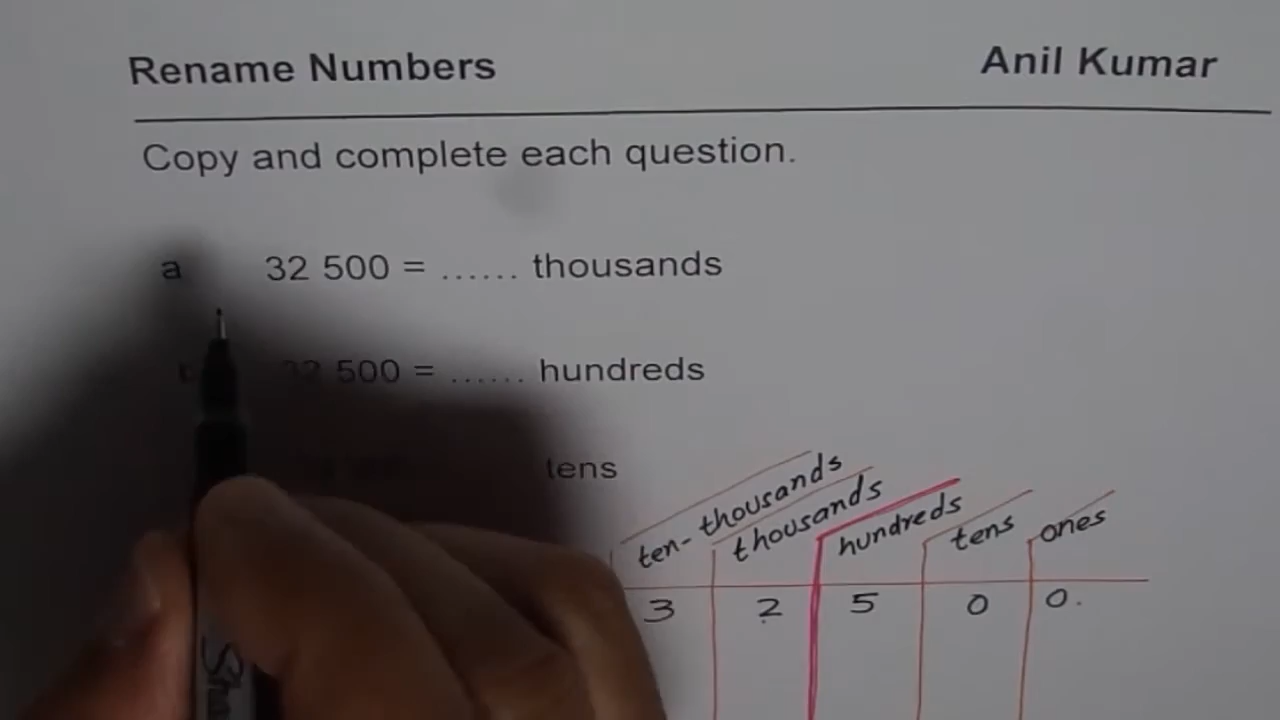 Rename Numbers Anil Kumar
Copy and complete each question.
a 32 500 = ...... thousands
500 = ...... hundreds
tens
ten-thousands
thousands
hundreds
tens
ones
3 2 5 0 0.